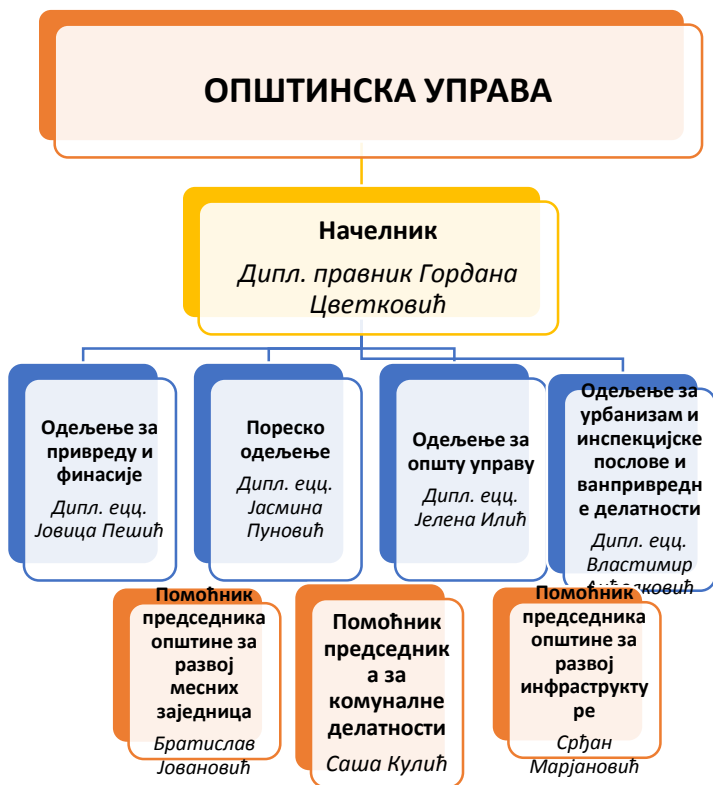 ОПШТИНСКА УПРАВА
Начелник
Дипл. правник Гордана
Цветковић
Одељење за
привреду и
финасије
Дипл. ецц.
Јовица Пешић
Пореско
одељење
Дипл. ецц.
Јасмина
Пуновић
Одељење за
општу управу
Дипл. ецц.
Јелена Илић
Одељење за
урбанизам и
инспекцијске
послове и
ванпривредн
е делатности
Дипл. ецц.
Властимир
Помоћник
председника
општине за
развој
месних
заједница
Братислав
Јовановић
Помоћник
председник
а за
комуналне
делатности
Саша Кулић
Помоћник
председника
општине за
развој
инфраструкту
ре
Срђан
Марјановић